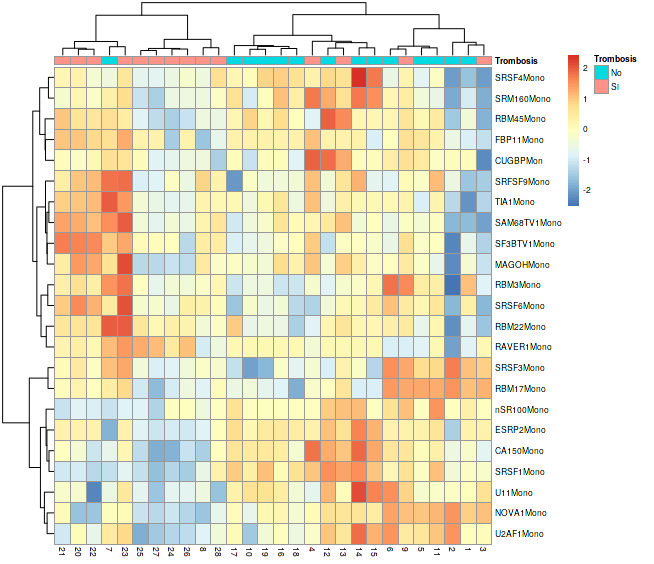 Trombosis
SRSF4Mono
SRM160Mono
RBM45Mono
FBP11Mono
CUGBPMon
SRFSF9Mono
TIA1Mono
SAM68TV1Mono
SF3BTV1Mono
MAGOHMono
RBM3Mono
SRSF6Mono
RBM22Mono
RAVER1Mono
SRSF3Mono
RBM17Mono
nSR100Mono
ESRP2Mono
CA150Mono
SRSF1Mono
U11Mono
NOVA1Mono
U2AF1Mono
21 20 22 7 23 25 27 24 26 8 28 17 10 19 16 18 4 12 13 14 15 6 9 5 11 2 1 3
2
1
0
-1
-2
Trombosis
No
SI